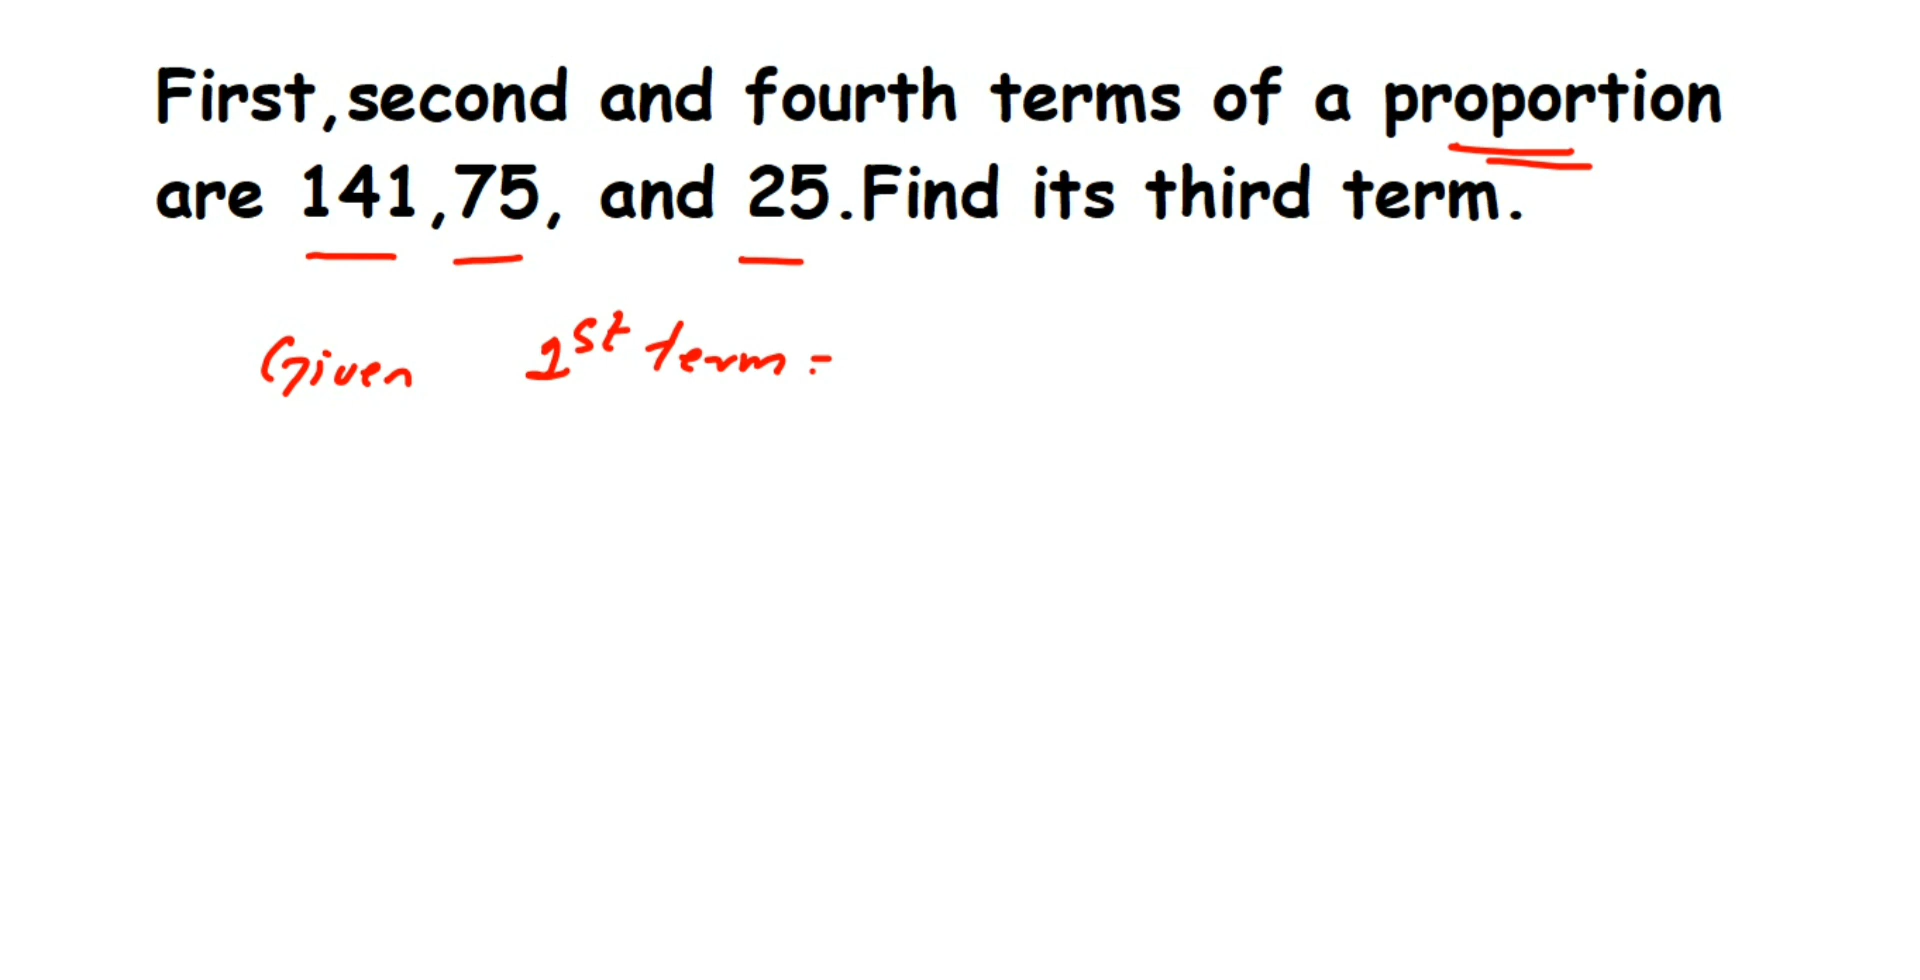 First,second and fourth terms of a proportion
are 141,75, and 25.Find its third term.
Given 1st term =